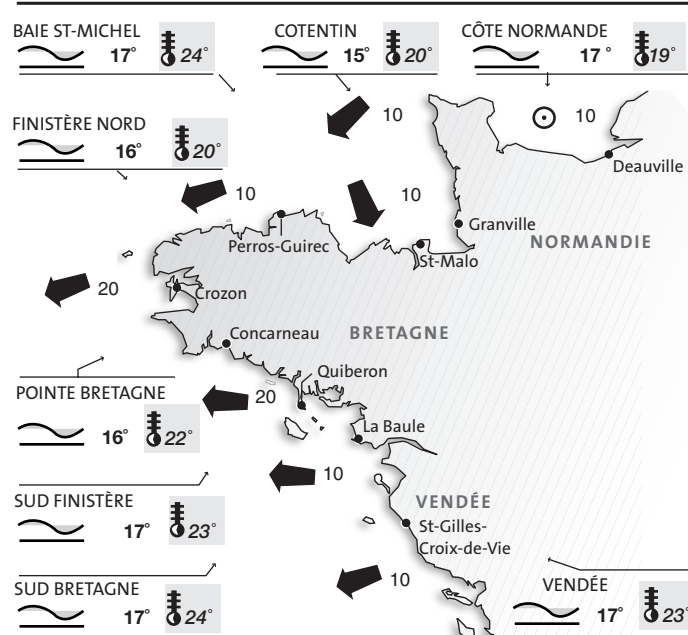 BAIE ST-MICHEL
17° 24°
COTENTIN
15° 20°
CÔTE NORMANDE
17° 19°
FINISTÈRE NORD
16° 20°
10
10
10
10
20
Deauville
Granville
NORMANDIE
Perros-Guirec
St-Malo
Crozon
Concarneau
BRETAGNE
Quiberon
20
La Baule
POINTE BRETAGNE
16° 22°
10
SUD FINISTÈRE
17° 23°
VENDÉE
St-Gilles-
Croix-de-Vie
10
SUD BRETAGNE
17° 24°
VENDÉE
17° 23°